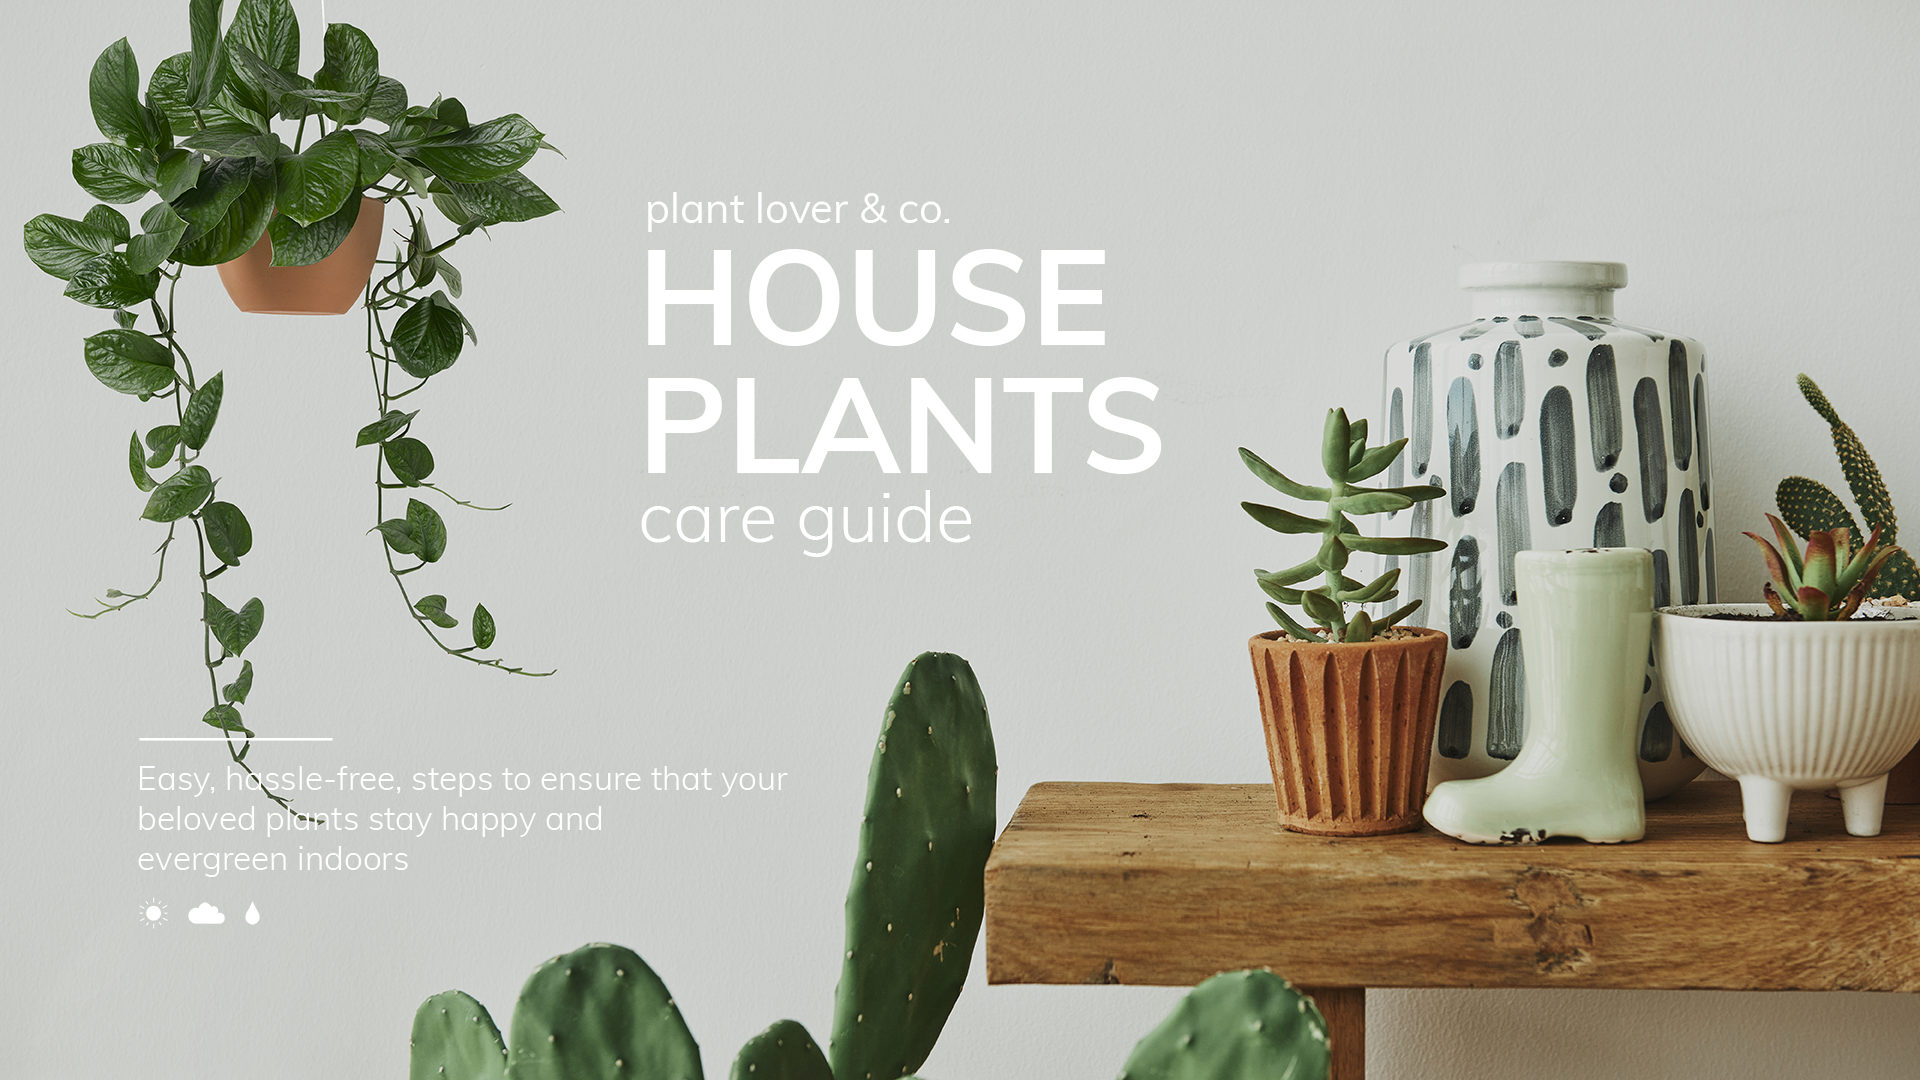 plant lover & co.
HOUSE
PLANTS
care guide
Easy, hassle-free, steps to ensure that your
beloved plants stay happy and
evergreen indoors